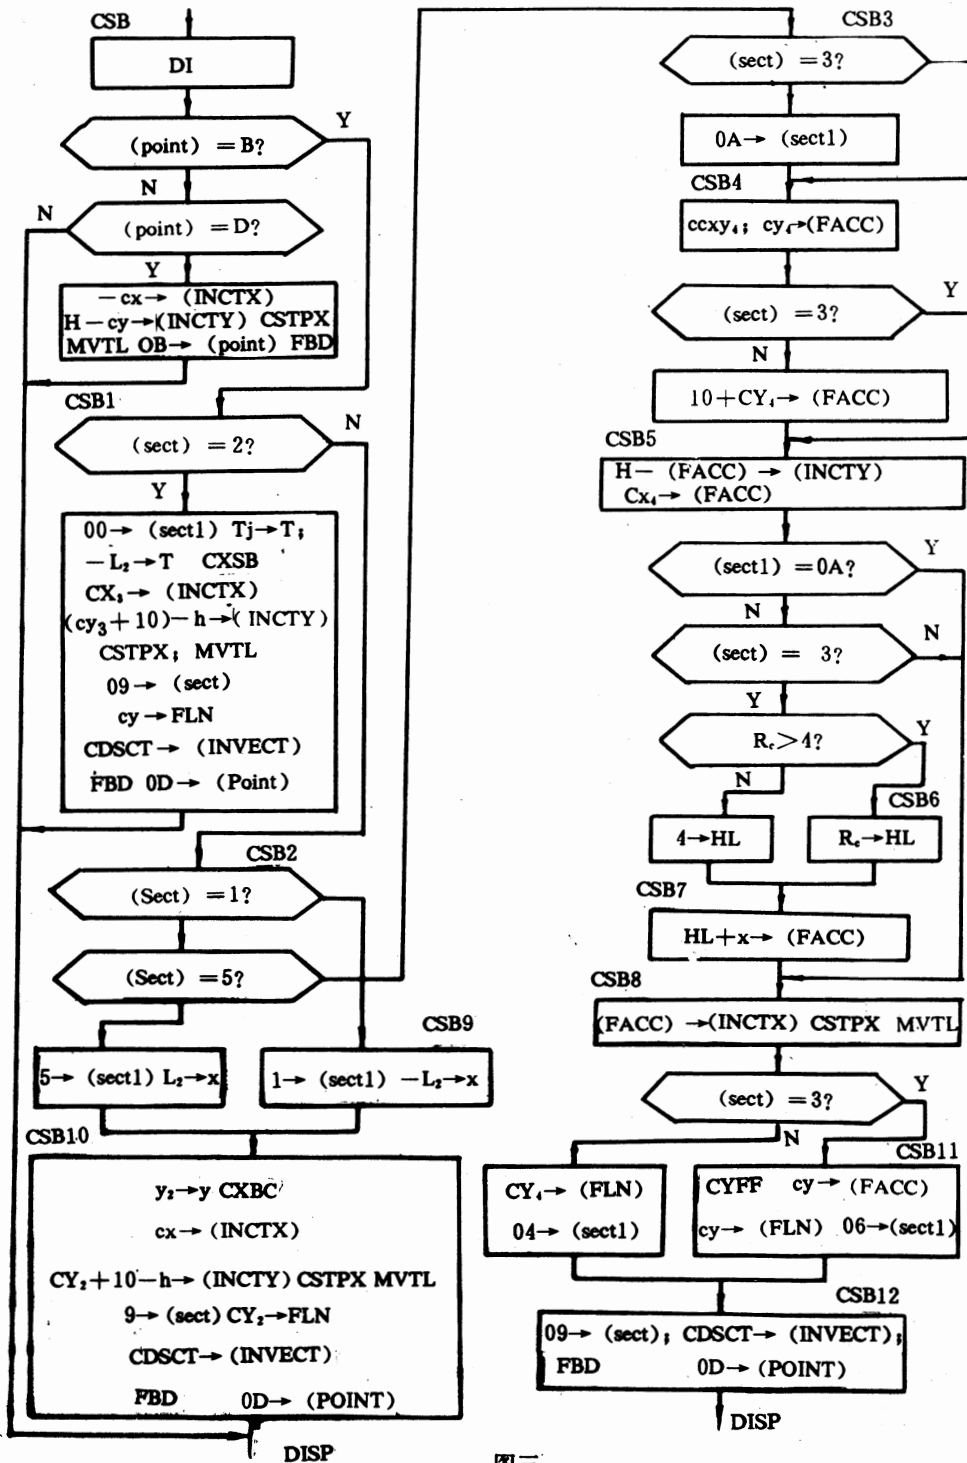 CSB
DI
(point) = B?
Y
N
(point) = D?
N
Y
-cx→ (INCTX)
H-cy→(INCTY) CSTPX
MVTL OB→ (point) FBD
CSB1
(sect) = 2?
N
Y
00→ (sect1) Tj→T;
-L₂→T CXSB
CX₃→ (INCTX)
(cy₃+10)-h→(INCTY)
CSTPX; MVTL
09→ (sect)
cy→FLN
CDSCT→ (INVECT)
FBD 0D→ (Point)
CSB2
(Sect) = 1?
(Sect) = 5?
CSB9
5→ (sect1) L₂→x
1→ (sect1) -L₂→x
CSB10
y₂→y CXBC
cx→ (INCTX)
CY₂+10-h→ (INCTY) CSTPX MVTL
9→ (sect) CY₂→FLN
CDSCT→ (INVECT)
FBD 0D→ (POINT)
DISP
CSB3
(sect) = 3?
0A→ (sect1)
CSB4
ccxy₄; cy₄→(FACC)
(sect) = 3?
Y
N
10+CY₄→ (FACC)
CSB5
H- (FACC) → (INCTY)
Cx₄→ (FACC)
(sect1) = 0A?
Y
N
(sect) = 3?
N
Y
R꜀>4?
Y
N
CSB6
4→HL
R꜀→HL
CSB7
HL+x→ (FACC)
CSB8
(FACC) →(INCTX) CSTPX MVTL
(sect) = 3?
Y
N
CSB11
CY₄→ (FLN)
04→ (sect1)
CYFF cy→ (FACC)
cy→ (FLN) 06→(sect1)
CSB12
09→ (sect); CDSCT→ (INVECT);
FBD 0D→ (POINT)
DISP